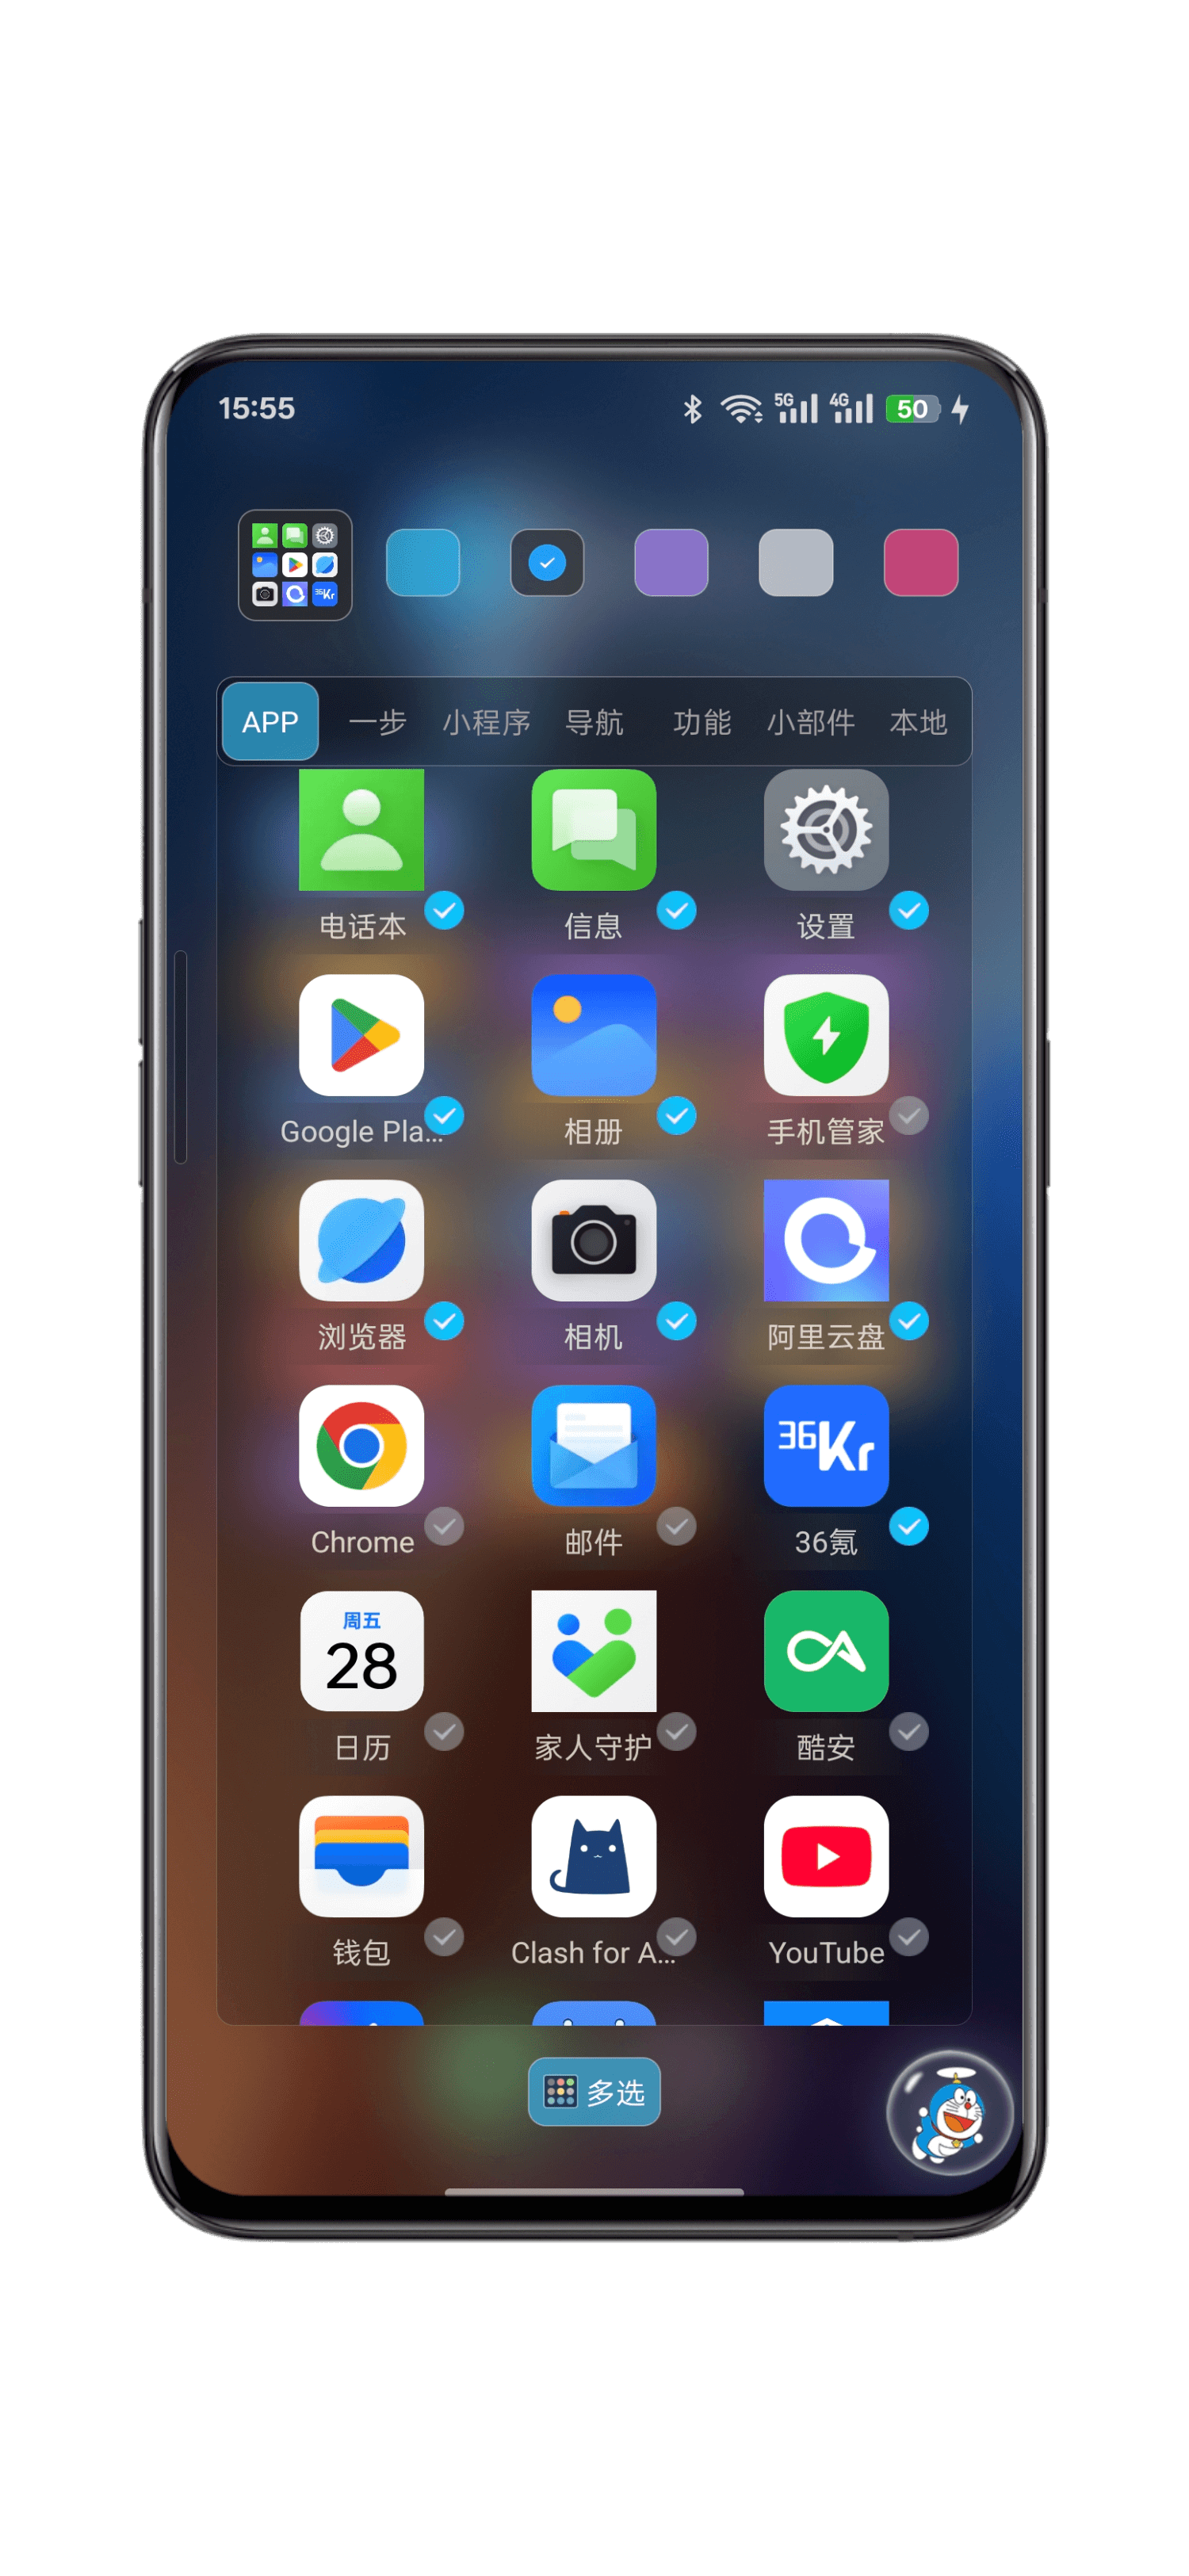 15:55
5G 4G 50
36Kr
APP 一步 小程序 导航 功能 小部件 本地
电话本 信息 设置
Google Pla... 相册 手机管家
浏览器 相机 阿里云盘
36Kr
Chrome 邮件 36氪
周五
28
日历 家人守护 酷安
钱包 Clash for A... YouTube
多选